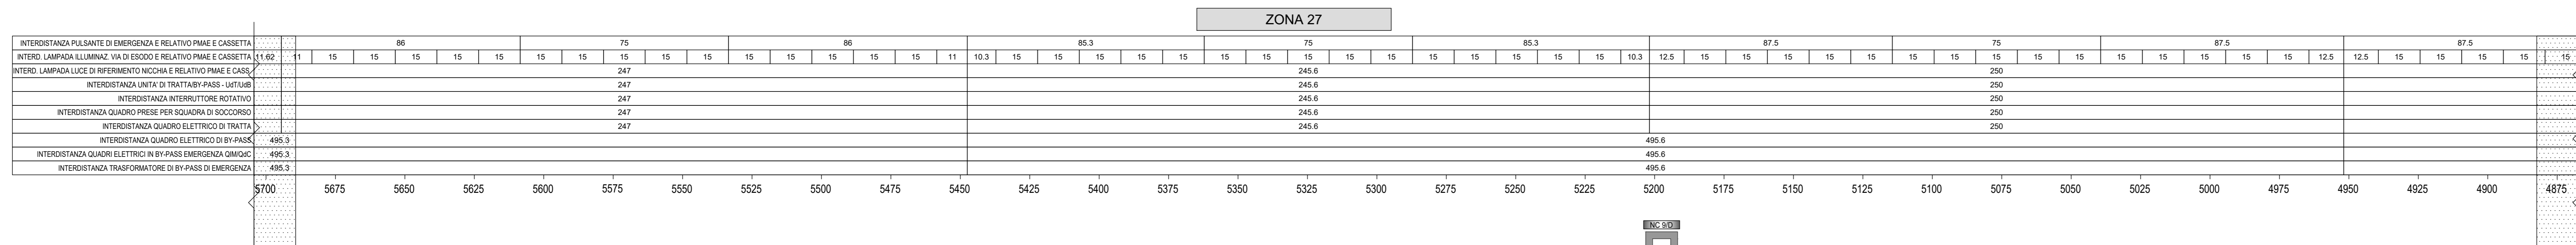 ZONA 27
INTERDISTANZA PULSANTE DI EMERGENZA E RELATIVO PMAE E CASSETTA 86 75 86 85.3 75 85.3 87.5 75 87.5 87.5
INTERD. LAMPADA ILLUMINAZ. VIA DI ESODO E RELATIVO PMAE E CASSETTA 11.62 11 15 15 15 15 15 15 15 15 15 15 15 15 15 15 15 11 10.3 15 15 15 15 15 15 15 15 15 15 15 15 15 15 15 10.3 12.5 15 15 15 15 15 15 15 15 15 15 15 15 15 15 15 12.5 12.5 15 15 15 15 15
INTERD. LAMPADA LUCE DI RIFERIMENTO NICCHIA E RELATIVO PMAE E CASS. 247 245.6 250
INTERDISTANZA UNITA' DI TRATTA/BY-PASS - UdT/UdB 247 245.6 250
INTERDISTANZA INTERRUTTORE ROTATIVO 247 245.6 250
INTERDISTANZA QUADRO PRESE PER SQUADRA DI SOCCORSO 247 245.6 250
INTERDISTANZA QUADRO ELETTRICO DI TRATTA 247 245.6 250
INTERDISTANZA QUADRO ELETTRICO DI BY-PASS 495.3 495.6
INTERDISTANZA QUADRI ELETTRICI IN BY-PASS EMERGENZA QIM/QdC 495.3 495.6
INTERDISTANZA TRASFORMATORE DI BY-PASS DI EMERGENZA 495.3 495.6
5700 5675 5650 5625 5600 5575 5550 5525 5500 5475 5450 5425 5400 5375 5350 5325 5300 5275 5250 5225 5200 5175 5150 5125 5100 5075 5050 5025 5000 4975 4950 4925 4900 4875
NC 9/D